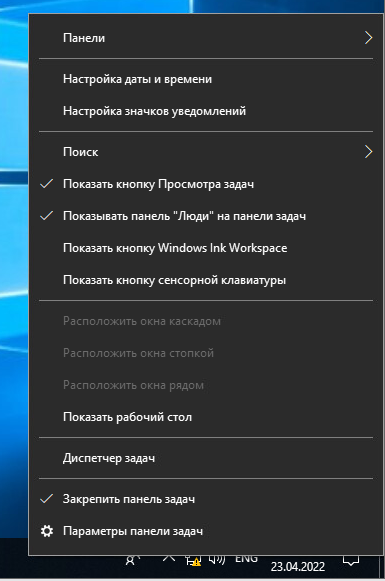 Панели
Настройка даты и времени
Настройка значков уведомлений
Поиск
Показать кнопку Просмотра задач
Показывать панель "Люди" на панели задач
Показать кнопку Windows Ink Workspace
Показать кнопку сенсорной клавиатуры
Расположить окна каскадом
Расположить окна стопкой
Расположить окна рядом
Показать рабочий стол
Диспетчер задач
Закрепить панель задач
Параметры панели задач
ENG
23.04.2022